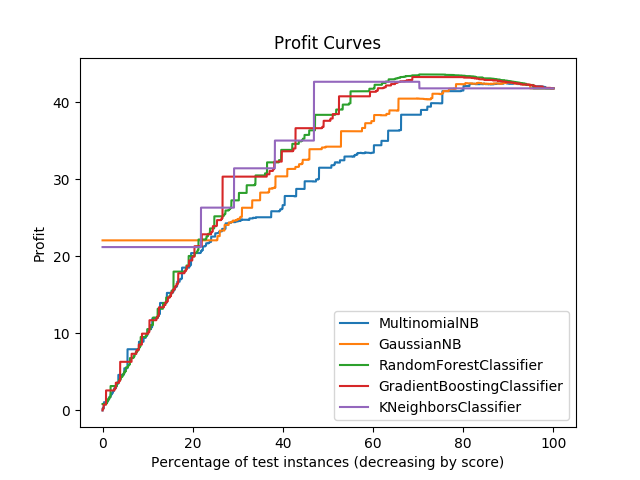 Profit Curves
Profit
40
30
20
10
0
0 20 40 60 80 100
Percentage of test instances (decreasing by score)
MultinomialNB
GaussianNB
RandomForestClassifier
GradientBoostingClassifier
KNeighborsClassifier